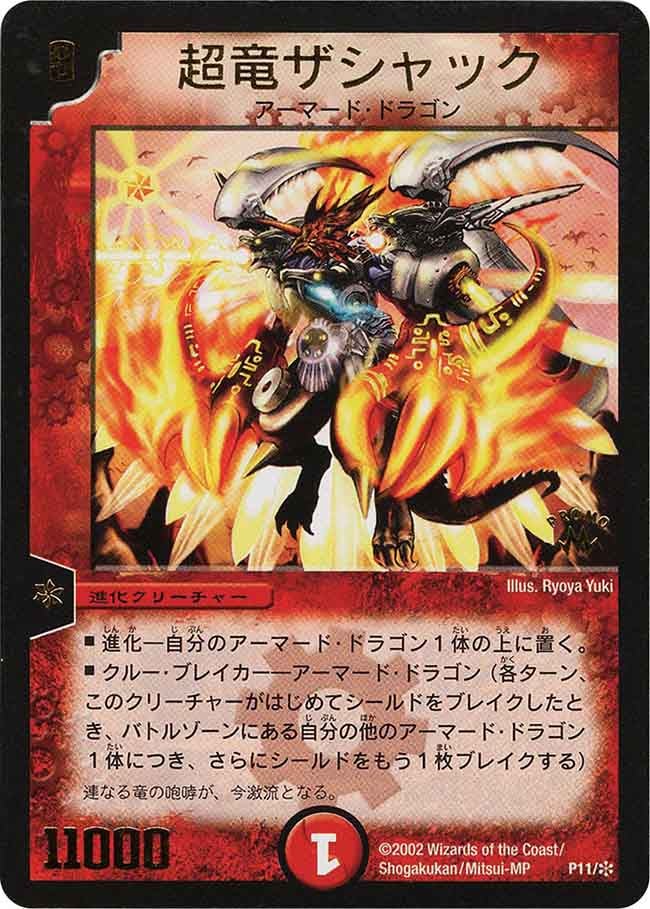 超竜ザシャック
アーマード・ドラゴン
PROMO
Illus. Ryoya Yuki
進化クリーチャー
■ 進化―自分のアーマード・ドラゴン1体の上に置く。
■ クルー・ブレイカー―アーマード・ドラゴン（各ターン、
このクリーチャーがはじめてシールドをブレイクしたと
き、バトルゾーンにある自分の他のアーマード・ドラゴン
1体につき、さらにシールドをもう1枚ブレイクする）
連なる竜の咆哮が、今激流となる。
11000
1
©2002 Wizards of the Coast/
Shogakukan/Mitsui-MP
P11/✻